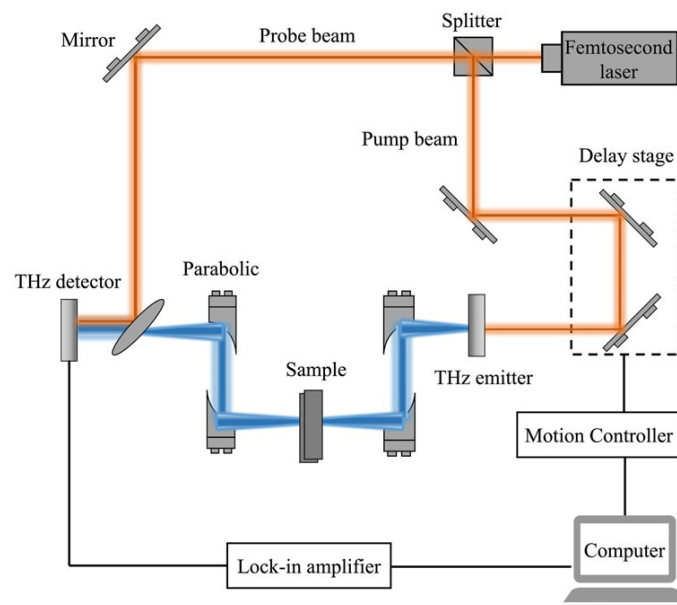 Splitter
Mirror
Probe beam
Femtosecond
laser
Pump beam
Delay stage
THz detector
Parabolic
Sample
THz emitter
Motion Controller
Computer
Lock-in amplifier